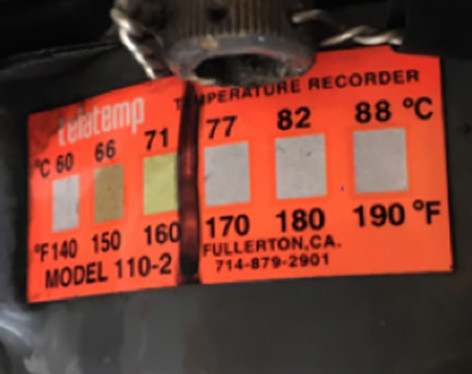 telatemp TEMPERATURE RECORDER
°C 60 66 71 77 82 88 °C
°F 140 150 160 170 180 190 °F
MODEL 110-2 FULLERTON, CA.
714-879-2901